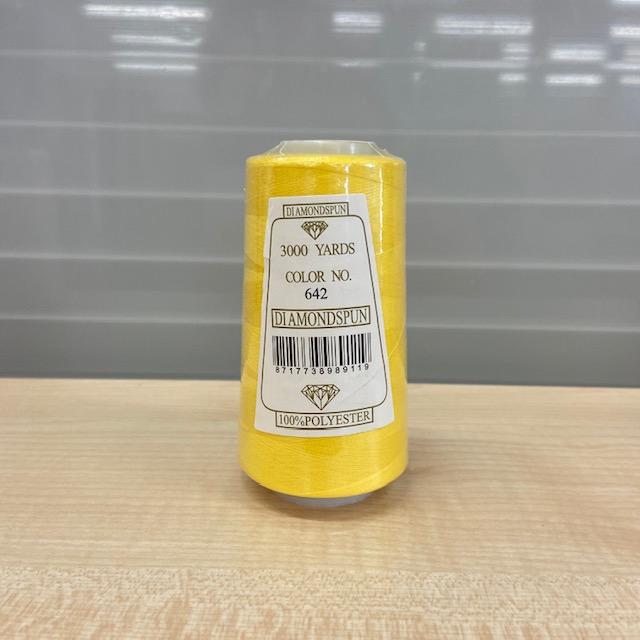 DIAMONDSPUN
3000 YARDS
COLOR NO.
642
DIAMONDSPUN
8717738989119
100%POLYESTER